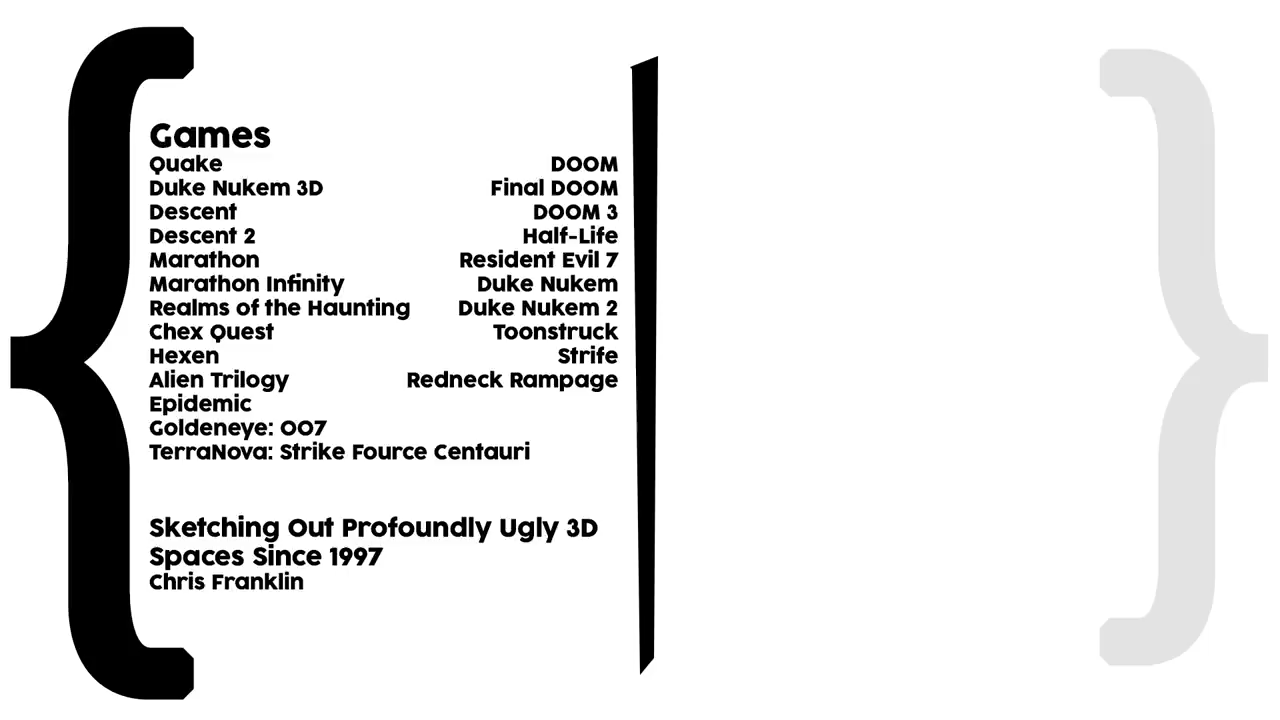 Games
Quake DOOM
Duke Nukem 3D Final DOOM
Descent DOOM 3
Descent 2 Half-Life
Marathon Resident Evil 7
Marathon Infinity Duke Nukem
Realms of the Haunting Duke Nukem 2
Chex Quest Toonstruck
Hexen Strife
Alien Trilogy Redneck Rampage
Epidemic
Goldeneye: 007
TerraNova: Strike Fource Centauri
Sketching Out Profoundly Ugly 3D
Spaces Since 1997
Chris Franklin